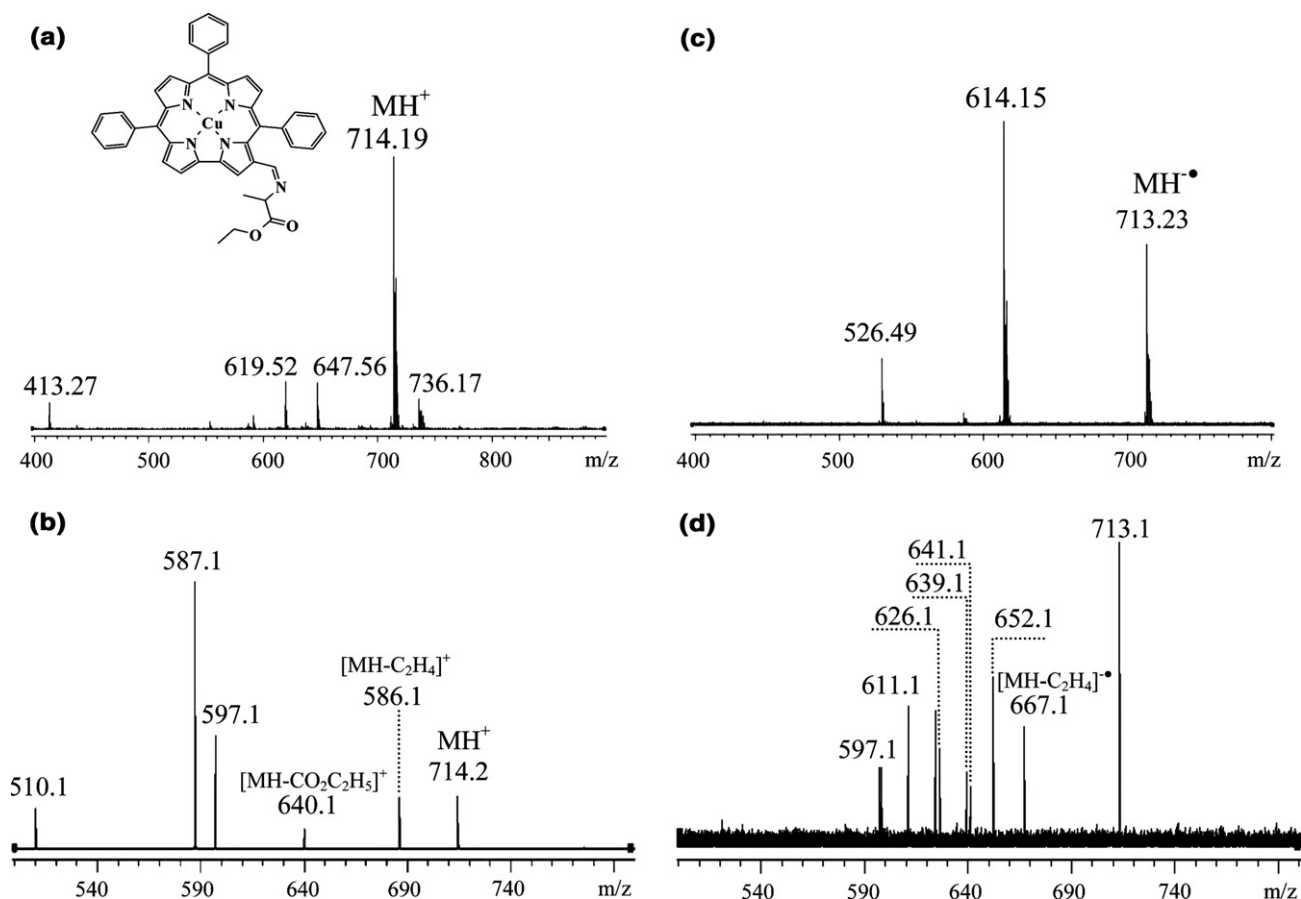 (a)
N
N
Cu
N
N
N
O
O
MH+
714.19
619.52
647.56
736.17
413.27
400
500
600
700
800
m/z
(c)
614.15
MH-•
713.23
526.49
400
500
600
700
m/z
(b)
587.1
[MH-C2H4]+
586.1
597.1
MH+
714.2
[MH-CO2C2H5]+
640.1
510.1
540
590
640
690
740
m/z
(d)
713.1
641.1
639.1
626.1
652.1
[MH-C2H4]-•
667.1
611.1
597.1
540
590
640
690
740
m/z